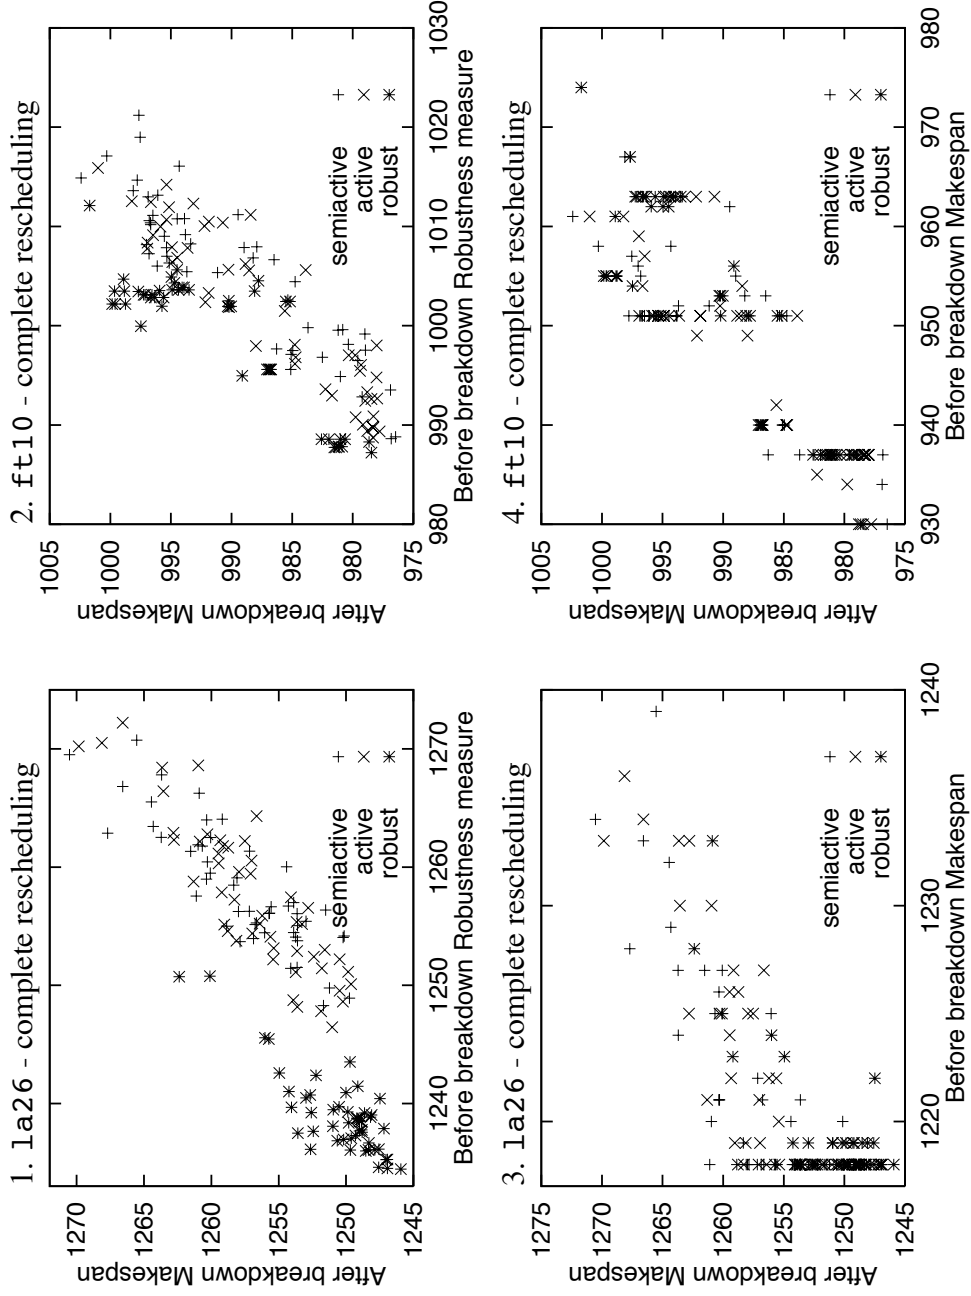 1. la26 - complete rescheduling
After breakdown Makespan
1270
1265
1260
1255
1250
1245
1240
1250
1260
1270
Before breakdown Robustness measure
semiactive
active
robust
2. ft10 - complete rescheduling
After breakdown Makespan
1005
1000
995
990
985
980
975
980
990
1000
1010
1020
1030
Before breakdown Robustness measure
semiactive
active
robust
3. la26 - complete rescheduling
After breakdown Makespan
1275
1270
1265
1260
1255
1250
1245
1220
1230
1240
Before breakdown Makespan
semiactive
active
robust
4. ft10 - complete rescheduling
After breakdown Makespan
1005
1000
995
990
985
980
975
930
940
950
960
970
980
Before breakdown Makespan
semiactive
active
robust